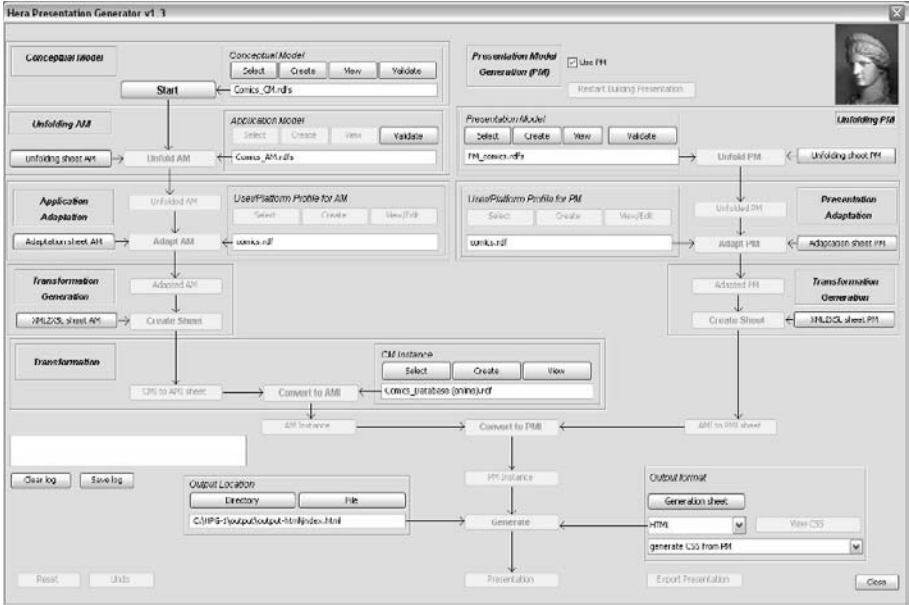 Hera Presentation Generator v1.3
Conceptual Model
Conceptual Model
Select Create View Validate
Start
Comics_CM.rdfs
Presentation Model
Generation (PM)
Use PM
Restart Building Presentation
Unfolding AM
Application Model
Select Create View Validate
Unfolding sheet AM
Unfold AM
Comics_AM.rdfs
Presentation Model
Select Create View Validate
PM_comics.rdfs
Unfold PM
Unfolding PM
Unfolding sheet PM
Application
Adaptation
Unfolded AM
User/Platform Profile for AM
Select Create View/Edit
Adaptation sheet AM
Adapt AM
comics.rdf
User/Platform Profile for PM
Select Create View/Edit
comics.rdf
Unfolded PM
Adapt PM
Presentation
Adaptation
Adaptation sheet PM
Transformation
Generation
Adapted AM
XML2XSL sheet AM
Create Sheet
Adapted PM
Create Sheet
Transformation
Generation
XML2XSL sheet PM
Transformation
CM Instance
Select Create View
CMI to AMI sheet
Convert to AMI
Comics_Database (online).rdf
AM Instance
Convert to PMI
AMI to PMI sheet
Clear log Save log
PM Instance
Output Location
Directory File
C:\HPG-1\output\output-html\index.html
Generate
Output format
Generation sheet
HTML
View CSS
generate CSS from PM
Reset Undo
Presentation
Export Presentation
Close